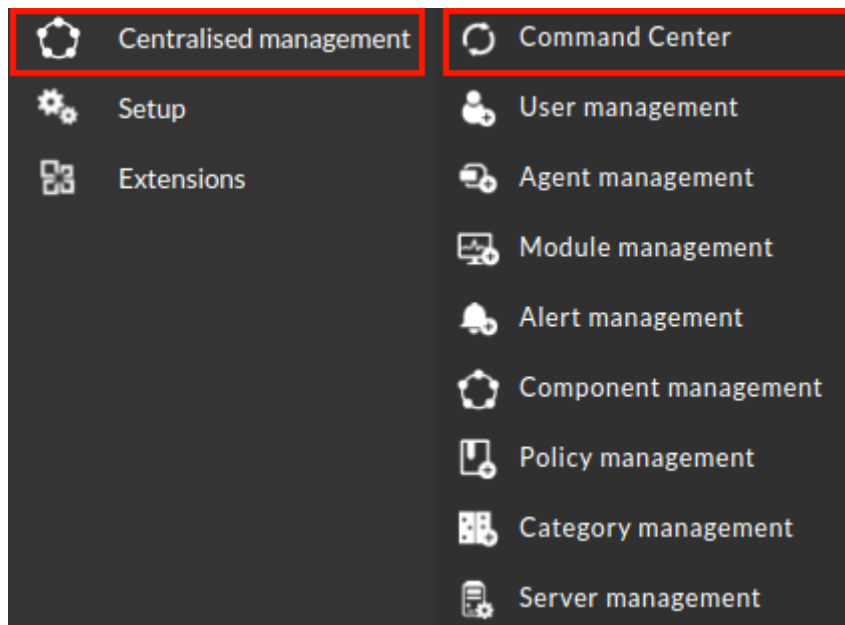 Centralised management
Setup
Extensions
Command Center
User management
Agent management
Module management
Alert management
Component management
Policy management
Category management
Server management